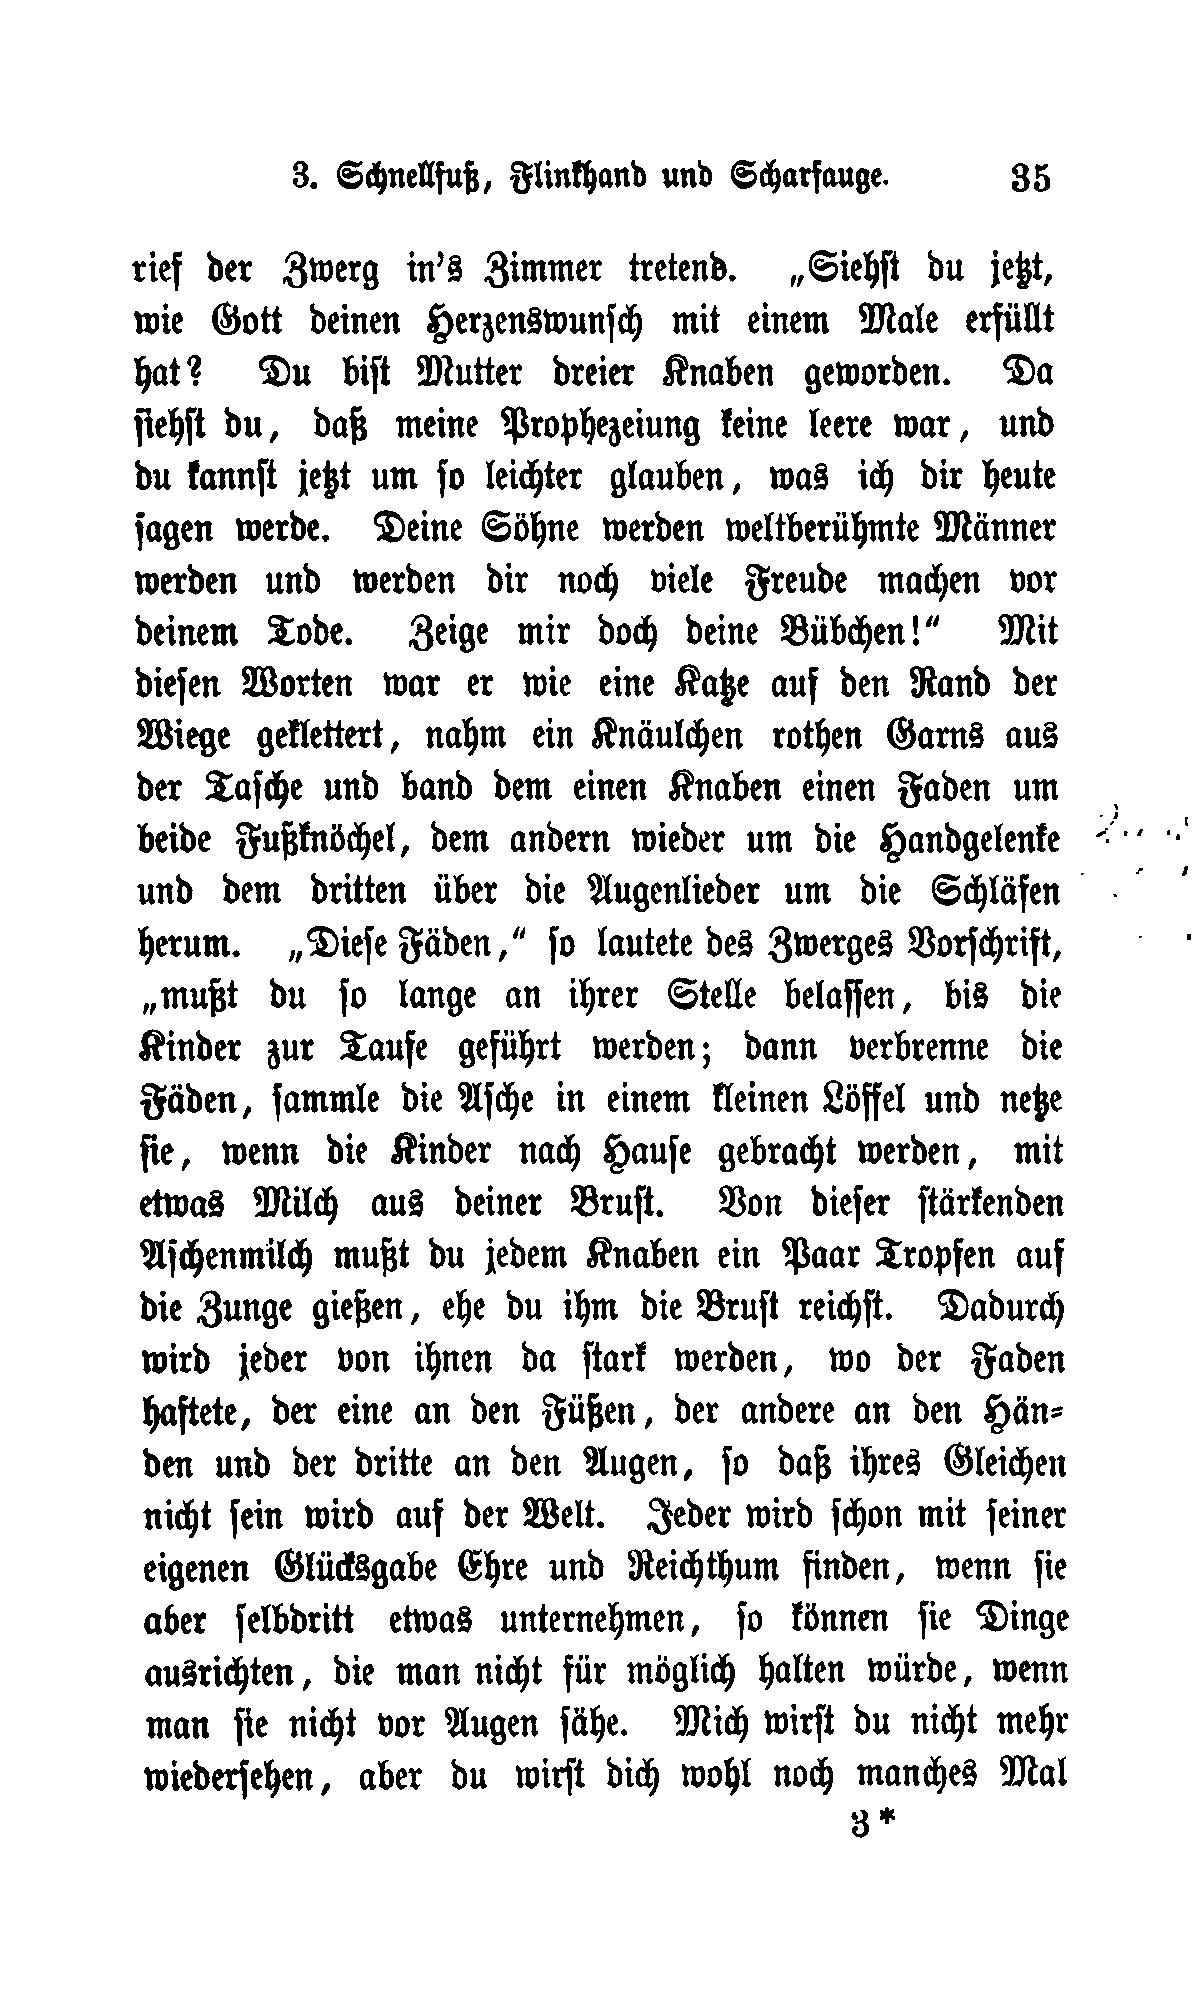 3. Schnellfuß, Flinkhand und Scharfauge. 35
rief der Zwerg in's Zimmer tretend. „Siehst du jetzt,
wie Gott deinen Herzenswunsch mit einem Male erfüllt
hat? Du bist Mutter dreier Knaben geworden. Da
siehst du, daß meine Prophezeiung keine leere war, und
du kannst jetzt um so leichter glauben, was ich dir heute
sagen werde. Deine Söhne werden weltberühmte Männer
werden und werden dir noch viele Freude machen vor
deinem Tode. Zeige mir doch deine Bübchen!“ Mit
diesen Worten war er wie eine Katze auf den Rand der
Wiege geklettert, nahm ein Knäulchen rothen Garns aus
der Tasche und band dem einen Knaben einen Faden um
beide Fußknöchel, dem andern wieder um die Handgelenke
und dem dritten über die Augenlieder um die Schläfen
herum. „Diese Fäden,“ so lautete des Zwerges Vorschrift,
„mußt du so lange an ihrer Stelle belassen, bis die
Kinder zur Taufe geführt werden; dann verbrenne die
Fäden, sammle die Asche in einem kleinen Löffel und netze
sie, wenn die Kinder nach Hause gebracht werden, mit
etwas Milch aus deiner Brust. Von dieser stärkenden
Aschenmilch mußt du jedem Knaben ein Paar Tropfen auf
die Zunge gießen, ehe du ihm die Brust reichst. Dadurch
wird jeder von ihnen da stark werden, wo der Faden
haftete, der eine an den Füßen, der andere an den Hän-
den und der dritte an den Augen, so daß ihres Gleichen
nicht sein wird auf der Welt. Jeder wird schon mit seiner
eigenen Glücksgabe Ehre und Reichthum finden, wenn sie
aber selbdritt etwas unternehmen, so können sie Dinge
ausrichten, die man nicht für möglich halten würde, wenn
man sie nicht vor Augen sähe. Mich wirst du nicht mehr
wiedersehen, aber du wirst dich wohl noch manches Mal
3*